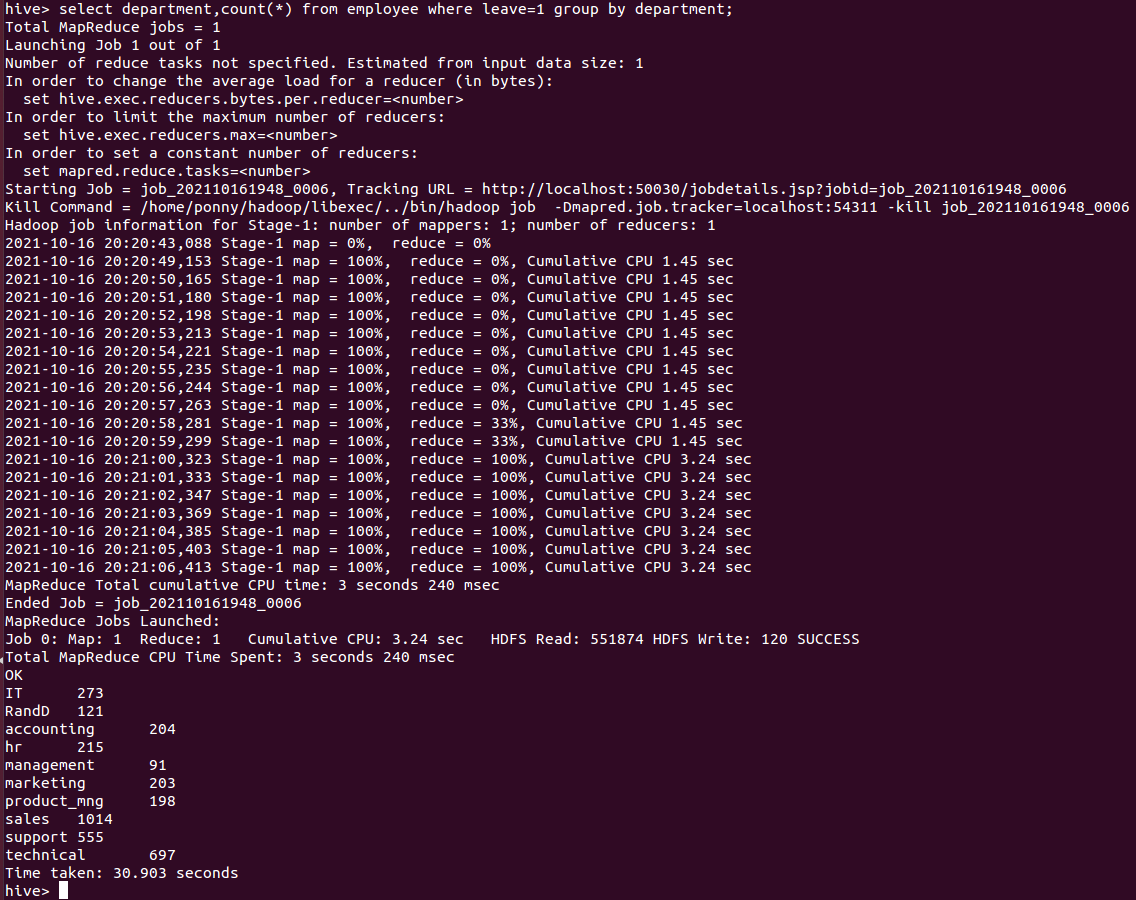 hive> select department,count(*) from employee where leave=1 group by department;
Total MapReduce jobs = 1
Launching Job 1 out of 1
Number of reduce tasks not specified. Estimated from input data size: 1
In order to change the average load for a reducer (in bytes):
  set hive.exec.reducers.bytes.per.reducer=<number>
In order to limit the maximum number of reducers:
  set hive.exec.reducers.max=<number>
In order to set a constant number of reducers:
  set mapred.reduce.tasks=<number>
Starting Job = job_202110161948_0006, Tracking URL = http://localhost:50030/jobdetails.jsp?jobid=job_202110161948_0006
Kill Command = /home/ponny/hadoop/libexec/../bin/hadoop job  -Dmapred.job.tracker=localhost:54311 -kill job_202110161948_0006
Hadoop job information for Stage-1: number of mappers: 1; number of reducers: 1
2021-10-16 20:20:43,088 Stage-1 map = 0%,  reduce = 0%
2021-10-16 20:20:49,153 Stage-1 map = 100%,  reduce = 0%, Cumulative CPU 1.45 sec
2021-10-16 20:20:50,165 Stage-1 map = 100%,  reduce = 0%, Cumulative CPU 1.45 sec
2021-10-16 20:20:51,180 Stage-1 map = 100%,  reduce = 0%, Cumulative CPU 1.45 sec
2021-10-16 20:20:52,198 Stage-1 map = 100%,  reduce = 0%, Cumulative CPU 1.45 sec
2021-10-16 20:20:53,213 Stage-1 map = 100%,  reduce = 0%, Cumulative CPU 1.45 sec
2021-10-16 20:20:54,221 Stage-1 map = 100%,  reduce = 0%, Cumulative CPU 1.45 sec
2021-10-16 20:20:55,235 Stage-1 map = 100%,  reduce = 0%, Cumulative CPU 1.45 sec
2021-10-16 20:20:56,244 Stage-1 map = 100%,  reduce = 0%, Cumulative CPU 1.45 sec
2021-10-16 20:20:57,263 Stage-1 map = 100%,  reduce = 0%, Cumulative CPU 1.45 sec
2021-10-16 20:20:58,281 Stage-1 map = 100%,  reduce = 33%, Cumulative CPU 1.45 sec
2021-10-16 20:20:59,299 Stage-1 map = 100%,  reduce = 33%, Cumulative CPU 1.45 sec
2021-10-16 20:21:00,323 Stage-1 map = 100%,  reduce = 100%, Cumulative CPU 3.24 sec
2021-10-16 20:21:01,333 Stage-1 map = 100%,  reduce = 100%, Cumulative CPU 3.24 sec
2021-10-16 20:21:02,347 Stage-1 map = 100%,  reduce = 100%, Cumulative CPU 3.24 sec
2021-10-16 20:21:03,369 Stage-1 map = 100%,  reduce = 100%, Cumulative CPU 3.24 sec
2021-10-16 20:21:04,385 Stage-1 map = 100%,  reduce = 100%, Cumulative CPU 3.24 sec
2021-10-16 20:21:05,403 Stage-1 map = 100%,  reduce = 100%, Cumulative CPU 3.24 sec
2021-10-16 20:21:06,413 Stage-1 map = 100%,  reduce = 100%, Cumulative CPU 3.24 sec
MapReduce Total cumulative CPU time: 3 seconds 240 msec
Ended Job = job_202110161948_0006
MapReduce Jobs Launched:
Job 0: Map: 1  Reduce: 1   Cumulative CPU: 3.24 sec   HDFS Read: 551874 HDFS Write: 120 SUCCESS
Total MapReduce CPU Time Spent: 3 seconds 240 msec
OK
IT      273
RandD   121
accounting      204
hr      215
management      91
marketing       203
product_mng     198
sales   1014
support 555
technical       697
Time taken: 30.903 seconds
hive>